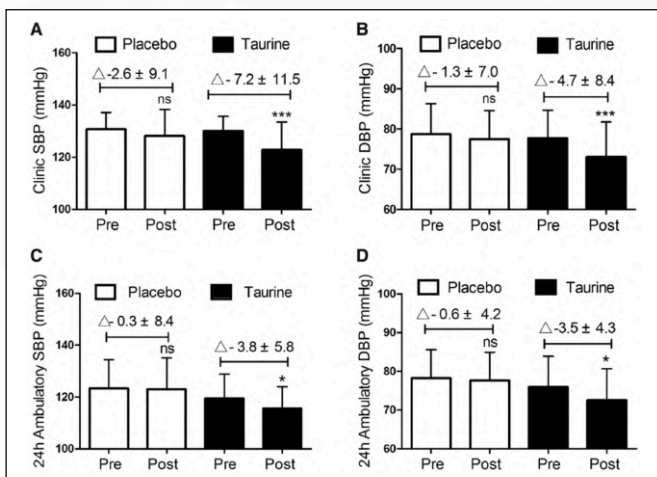 A
Placebo Taurine
Clinic SBP (mmHg)
160
140
120
100
△-2.6 ± 9.1
ns
△- 7.2 ± 11.5
***
Pre Post Pre Post
B
Placebo Taurine
Clinic DBP (mmHg)
100
90
80
70
60
△- 1.3 ± 7.0
ns
△- 4.7 ± 8.4
***
Pre Post Pre Post
C
Placebo Taurine
24h Ambulatory SBP (mmHg)
160
140
120
100
△- 0.3 ± 8.4
ns
△- 3.8 ± 5.8
*
Pre Post Pre Post
D
Placebo Taurine
24h Ambulatory DBP (mmHg)
100
90
80
70
60
△- 0.6 ± 4.2
ns
△-3.5 ± 4.3
*
Pre Post Pre Post